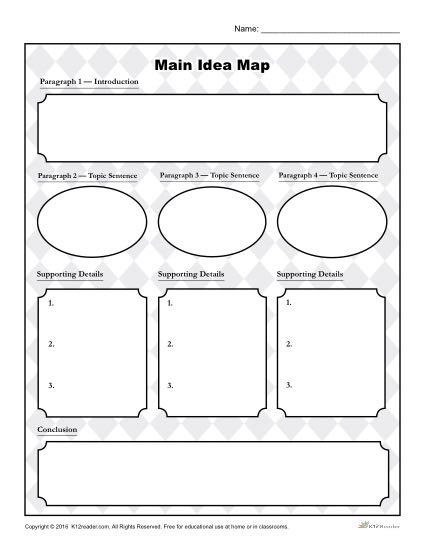 Name:
Main Idea Map
Paragraph 1 — Introduction
Paragraph 2 — Topic Sentence
Paragraph 3 — Topic Sentence
Paragraph 4 — Topic Sentence
Supporting Details
Supporting Details
Supporting Details
1.
1.
1.
2.
2.
2.
3.
3.
3.
Conclusion
Copyright © 2016 K12reader.com. All Rights Reserved. Free for educational use at home or in classrooms.
K12READER